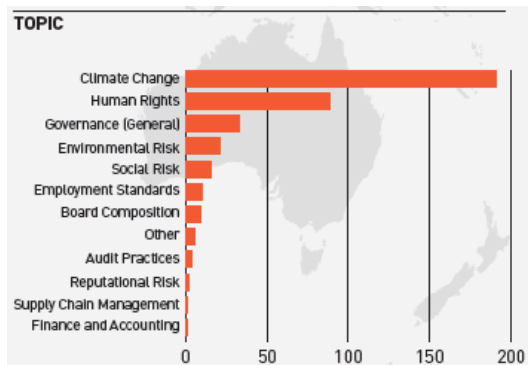 TOPIC
Climate Change
Human Rights
Governance (General)
Environmental Risk
Social Risk
Employment Standards
Board Composition
Other
Audit Practices
Reputational Risk
Supply Chain Management
Finance and Accounting
0 50 100 150 200